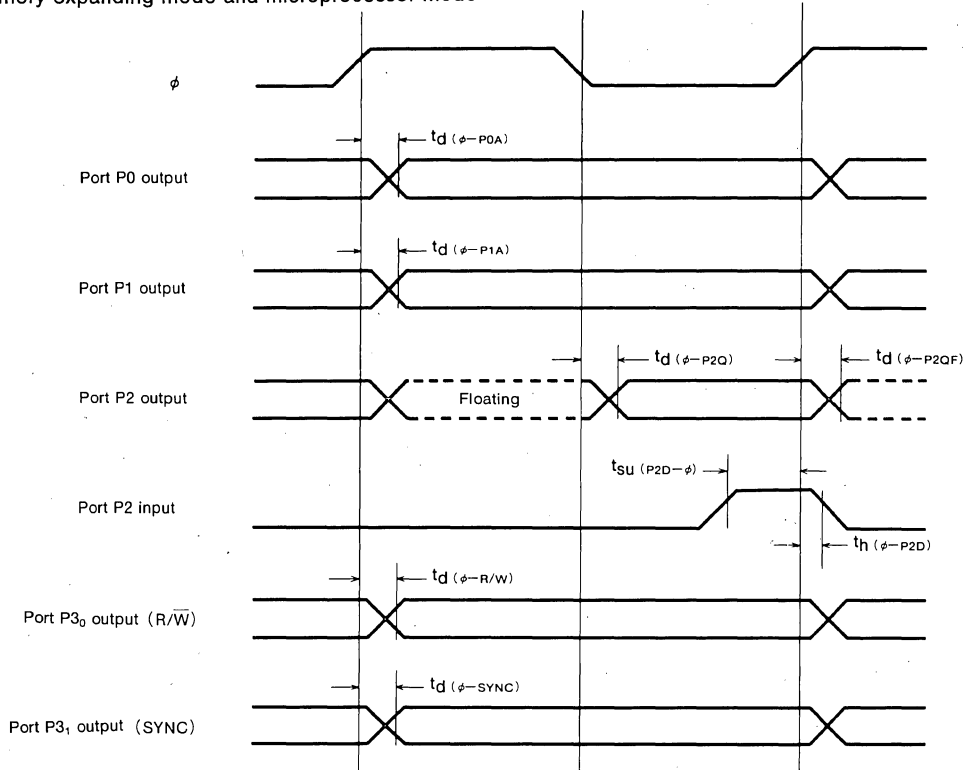 mory expanding mode and microprocessor mode
φ
td (φ−P0A)
Port P0 output
td (φ−P1A)
Port P1 output
td (φ−P2Q)
td (φ−P2QF)
Port P2 output
Floating
tsu (P2D−φ)
Port P2 input
th (φ−P2D)
td (φ−R/W)
Port P3₀ output (R/W̅)
td (φ−SYNC)
Port P3₁ output (SYNC)